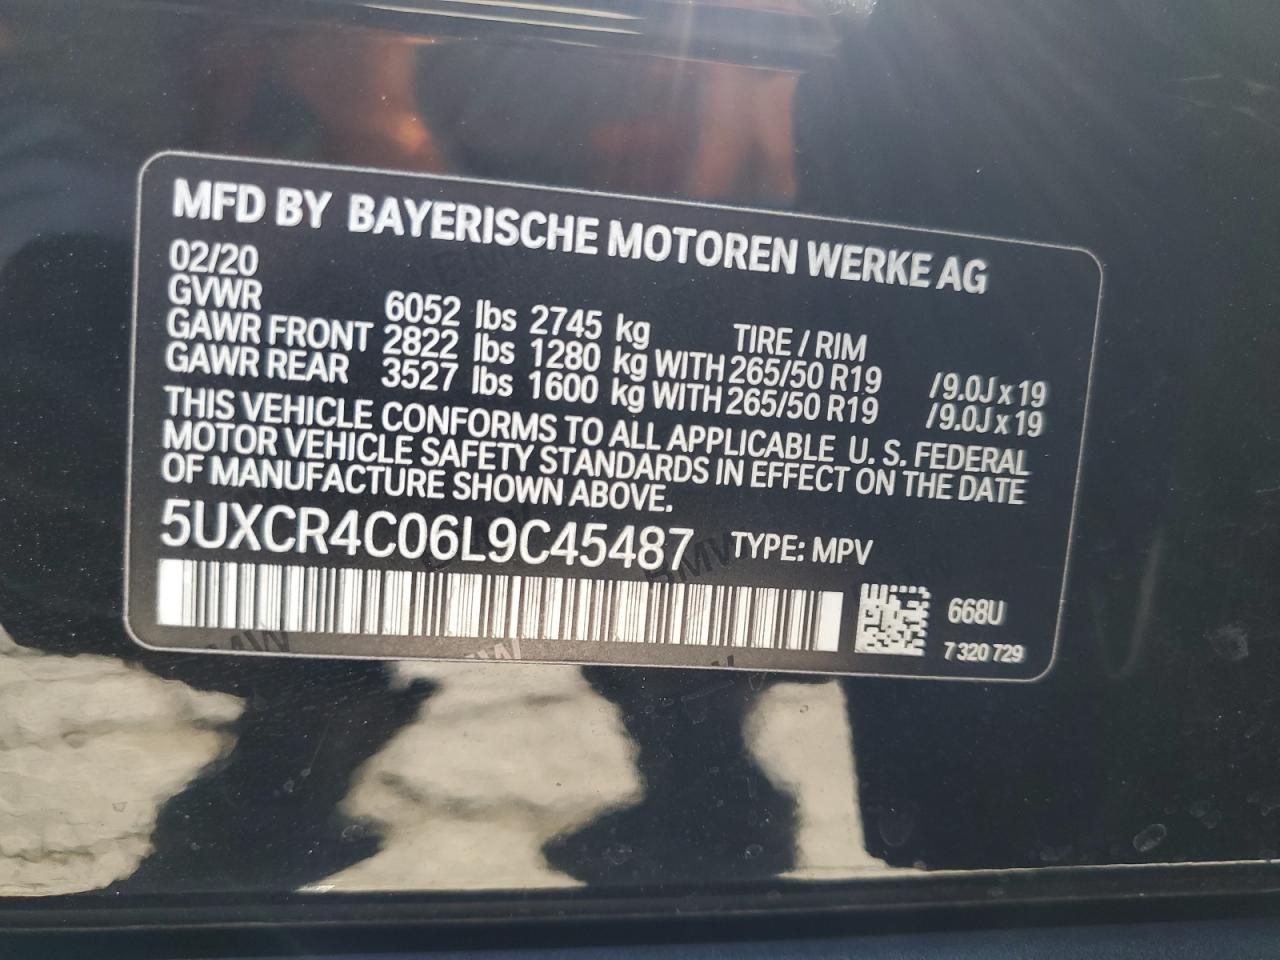 MFD BY BAYERISCHE MOTOREN WERKE AG
02/20
GVWR 6052 lbs 2745 kg TIRE / RIM
GAWR FRONT 2822 lbs 1280 kg WITH 265/50 R19 /9.0J x 19
GAWR REAR 3527 lbs 1600 kg WITH 265/50 R19 /9.0J x 19
THIS VEHICLE CONFORMS TO ALL APPLICABLE U. S. FEDERAL
MOTOR VEHICLE SAFETY STANDARDS IN EFFECT ON THE DATE
OF MANUFACTURE SHOWN ABOVE.
5UXCR4C06L9C45487 TYPE: MPV
668U
7 320 729